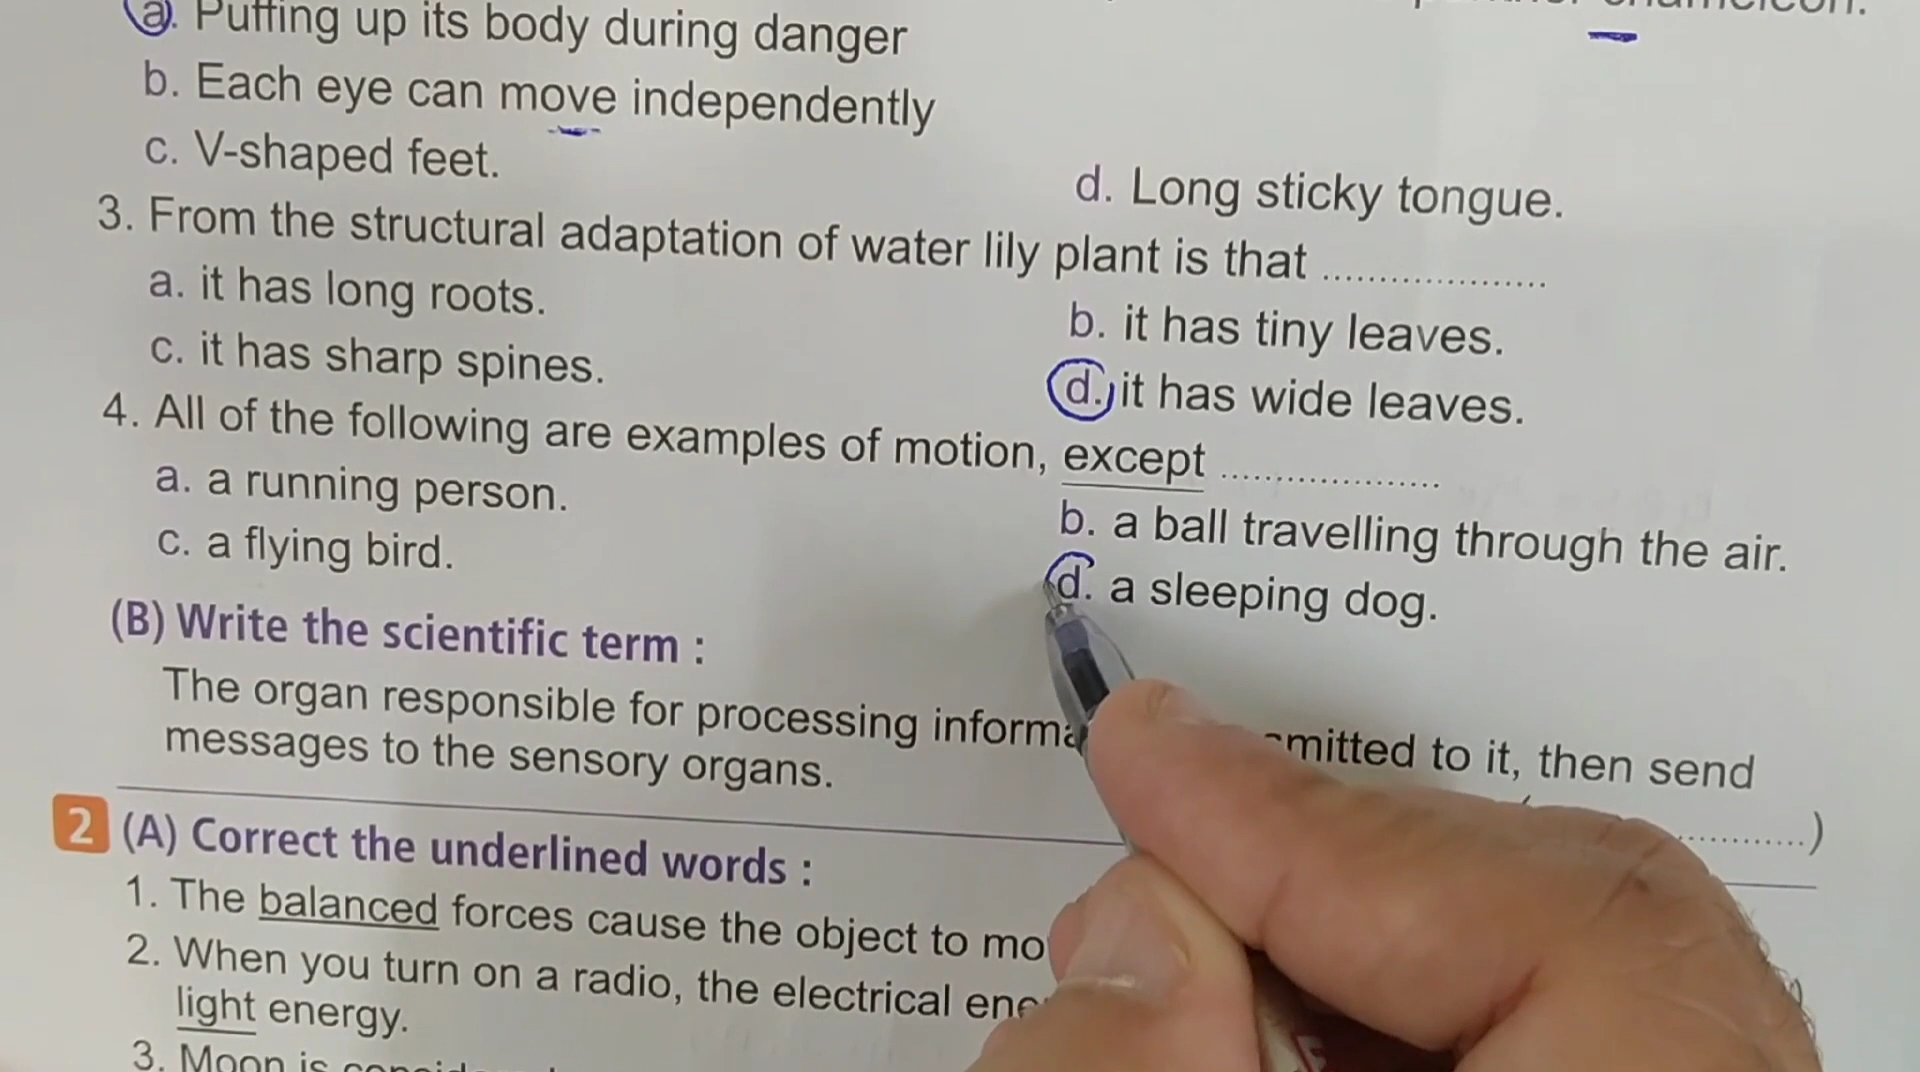 a. Puffing up its body during danger
b. Each eye can move independently
c. V-shaped feet.
d. Long sticky tongue.
3. From the structural adaptation of water lily plant is that ....................
a. it has long roots.
b. it has tiny leaves.
c. it has sharp spines.
d. it has wide leaves.
4. All of the following are examples of motion, except ....................
a. a running person.
b. a ball travelling through the air.
c. a flying bird.
d. a sleeping dog.
(B) Write the scientific term :
The organ responsible for processing mitted to it, then send
messages to the sensory organs.
2 (A) Correct the underlined words :
1. The balanced forces cause the object to
2. When you turn on a radio, the electrical
light energy.
3. Moon is